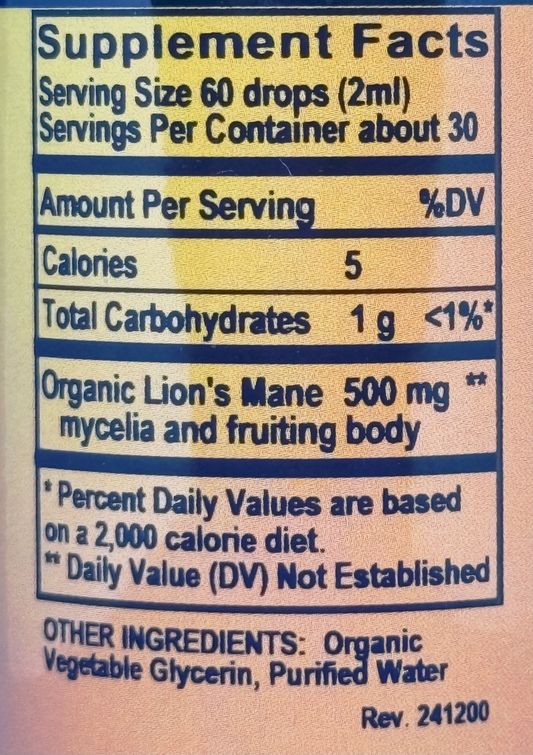 Supplement Facts
Serving Size 60 drops (2ml)
Servings Per Container about 30
Amount Per Serving %DV
Calories 5
Total Carbohydrates 1 g <1%*
Organic Lion's Mane 500 mg **
mycelia and fruiting body
* Percent Daily Values are based
on a 2,000 calorie diet.
** Daily Value (DV) Not Established
OTHER INGREDIENTS: Organic
Vegetable Glycerin, Purified Water
Rev. 241200